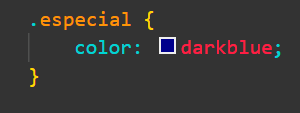 .especial {
    color: darkblue;
}